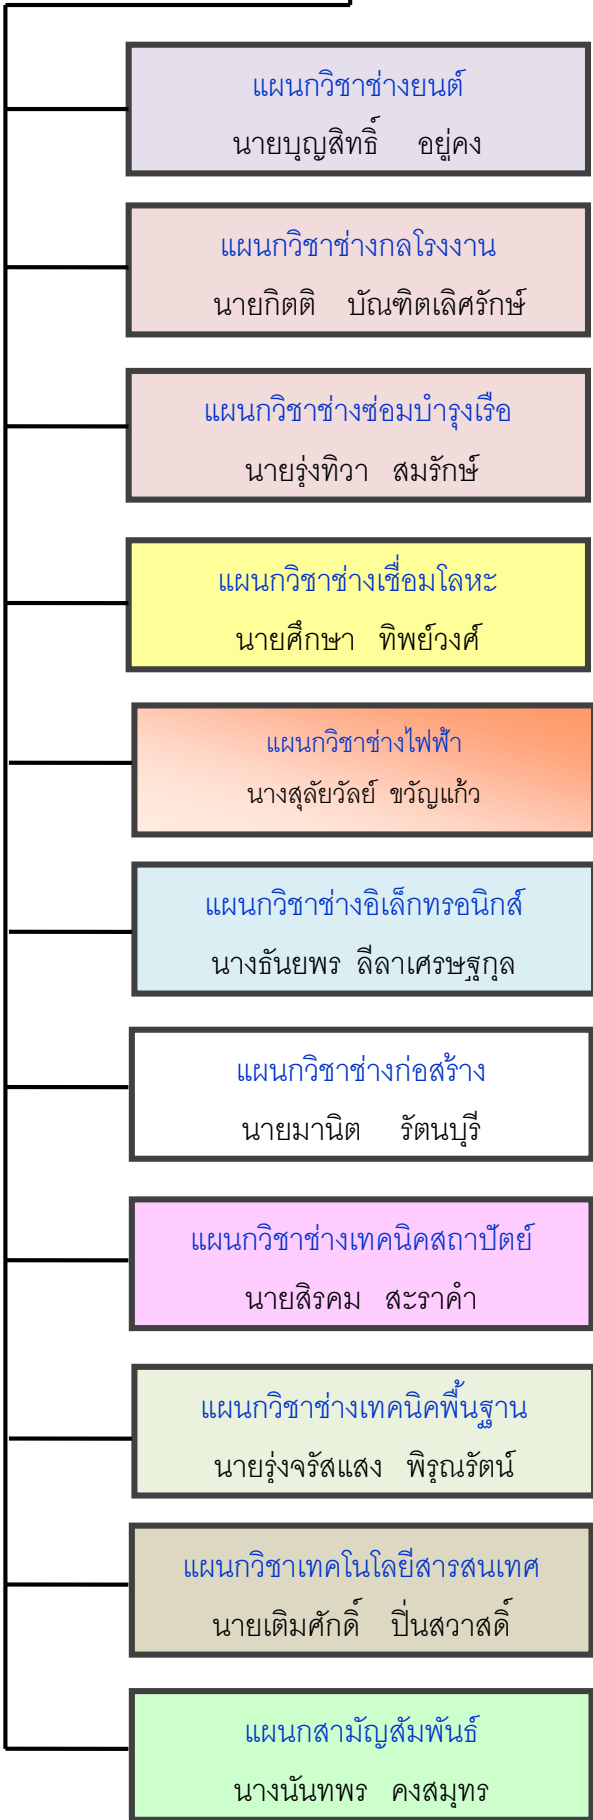 แผนกวิชาช่างยนต์
นายบุญสิทธิ์ อยู่คง
แผนกวิชาช่างกลโรงงาน
นายกิตติ บัณฑิตเลิศรักษ์
แผนกวิชาช่างซ่อมบำรุงเรือ
นายรุ่งทิวา สมรักษ์
แผนกวิชาช่างเชื่อมโลหะ
นายศึกษา ทิพย์วงศ์
แผนกวิชาช่างไฟฟ้า
นางสุลัยวัลย์ ขวัญแก้ว
แผนกวิชาช่างอิเล็กทรอนิกส์
นางธันยพร ลีลาเศรษฐกุล
แผนกวิชาช่างก่อสร้าง
นายมานิต รัตนบุรี
แผนกวิชาช่างเทคนิคสถาปัตย์
นายสิรคม สะราคำ
แผนกวิชาช่างเทคนิคพื้นฐาน
นายรุ่งจรัสแสง พิรุณรัตน์
แผนกวิชาเทคโนโลยีสารสนเทศ
นายเติมศักดิ์ ปิ่นสวาสดิ์
แผนกสามัญสัมพันธ์
นางนันทพร คงสมุทร